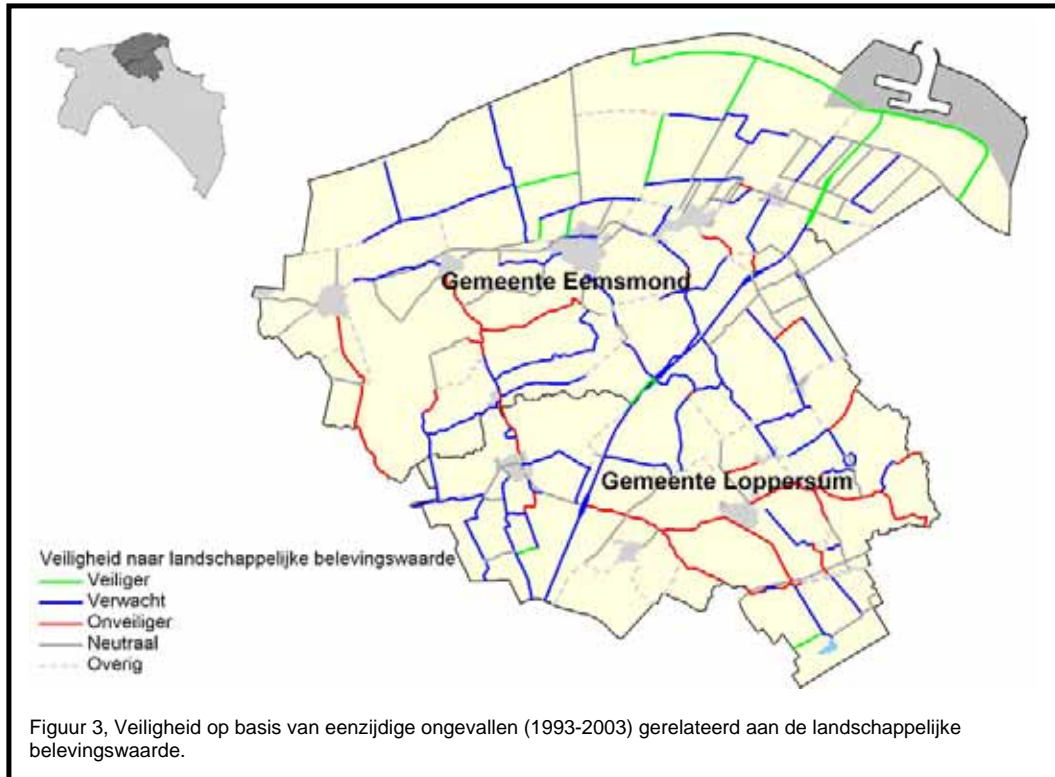 Gemeente Eemsmond
Gemeente Loppersum
Veiligheid naar landschappelijke belevingswaarde
Veiliger
Verwacht
Onveiliger
Neutraal
Overig
Figuur 3, Veiligheid op basis van eenzijdige ongevallen (1993-2003) gerelateerd aan de landschappelijke
belevingswaarde.